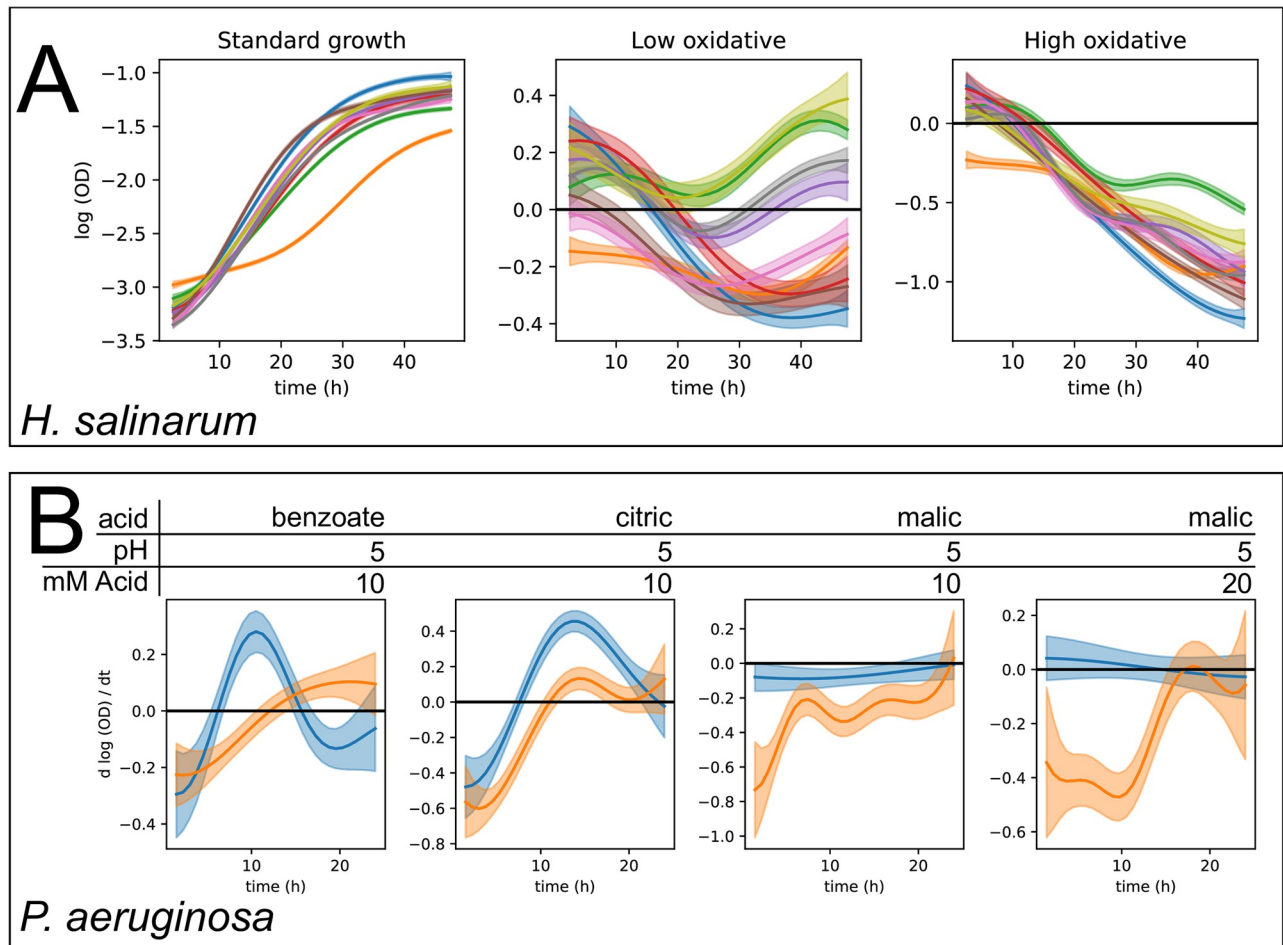 A
Standard growth
Low oxidative
High oxidative
log (OD)
−1.0
−1.5
−2.0
−2.5
−3.0
−3.5
10 20 30 40
time (h)
0.4
0.2
0.0
−0.2
−0.4
10 20 30 40
time (h)
0.0
−0.5
−1.0
10 20 30 40
time (h)
H. salinarum
B
acid benzoate citric malic malic
pH 5 5 5 5
mM Acid 10 10 10 20
d log (OD) / dt
0.2
0.0
−0.2
−0.4
10 20
time (h)
0.4
0.2
0.0
−0.2
−0.4
−0.6
−0.8
10 20
time (h)
0.2
0.0
−0.2
−0.4
−0.6
−0.8
−1.0
10 20
time (h)
0.2
0.0
−0.2
−0.4
−0.6
10 20
time (h)
P. aeruginosa